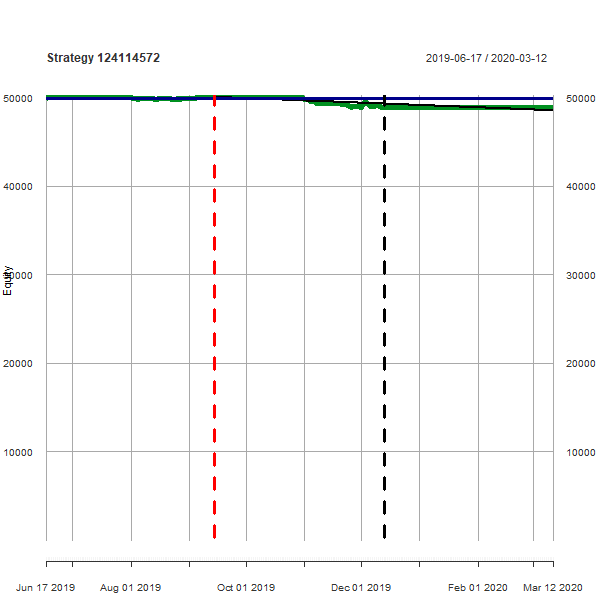 Strategy 124114572
2019-06-17 / 2020-03-12
50000 50000
40000 40000
30000 30000
Equity
20000 20000
10000 10000
Jun 17 2019 Aug 01 2019 Oct 01 2019 Dec 01 2019 Feb 01 2020 Mar 12 2020